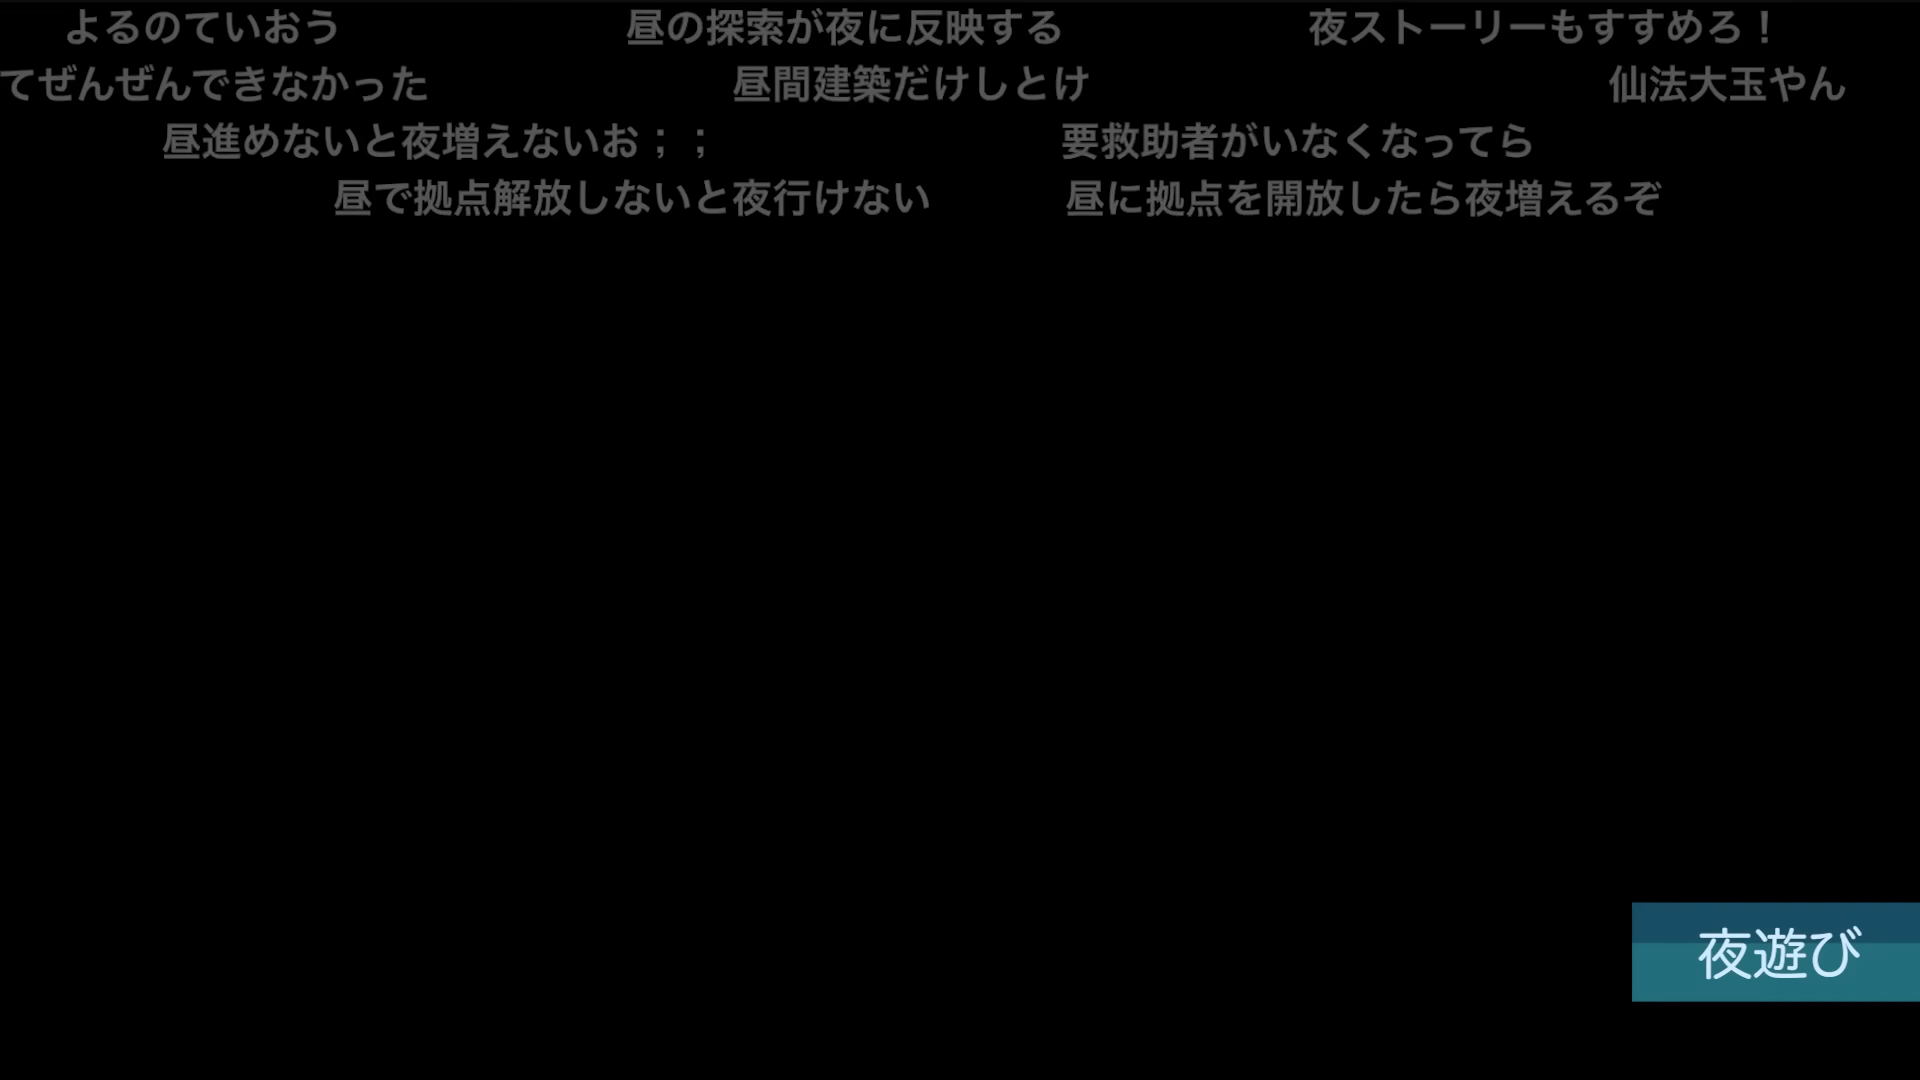 よるのていおう 昼の探索が夜に反映する 夜ストーリーもすすめろ！
てぜんぜんできなかった 昼間建築だけしとけ 仙法大玉やん
昼進めないと夜増えないお；； 要救助者がいなくなってら
昼で拠点解放しないと夜行けない 昼に拠点を開放したら夜増えるぞ
夜遊び